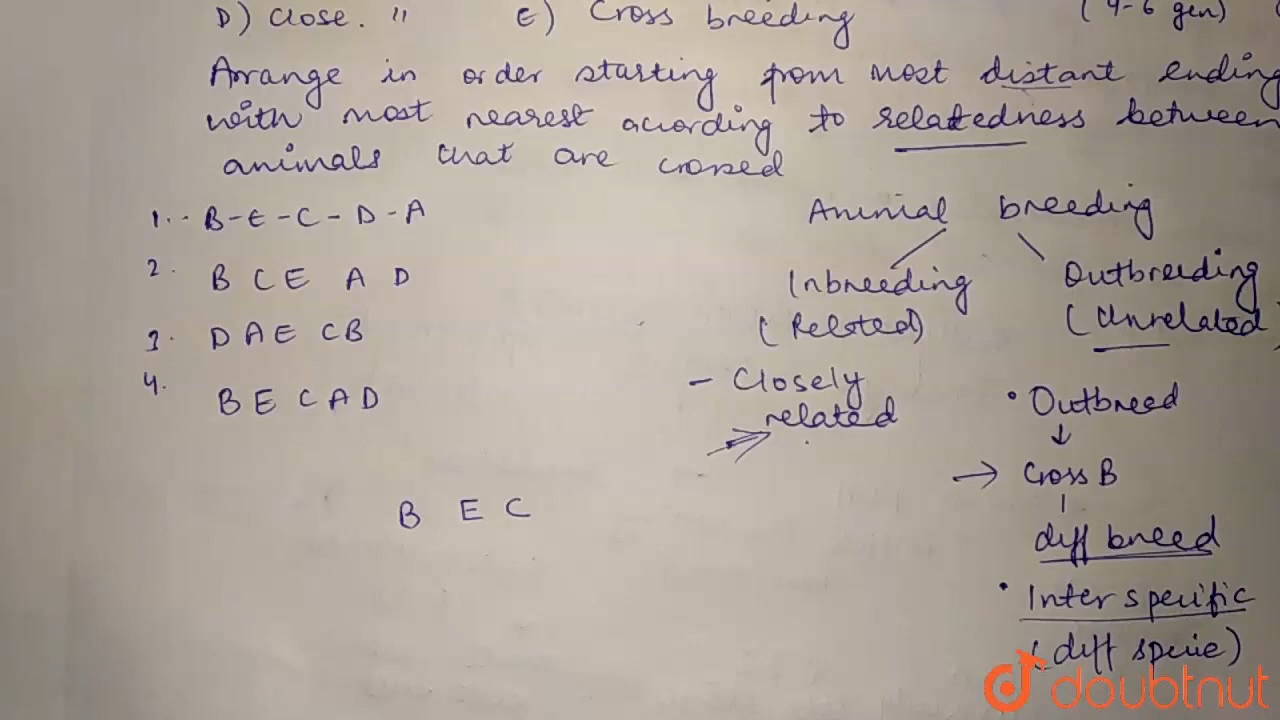 D) Close. " E) Cross breeding (4-6 gen)
Arrange in order starting from most distant ending
with most nearest according to relatedness between
animals that are crossed
1. B-E-C-D-A
2. B C E A D
3. D A E C B
4. B E C A D
B E C
Animal breeding
Inbreeding
(Related)
- Closely
related
Outbreeding
(Unrelated)
• Outbreed
↓
→ Cross B
diff breed
• Inter specific
(diff specie)
doubtnut